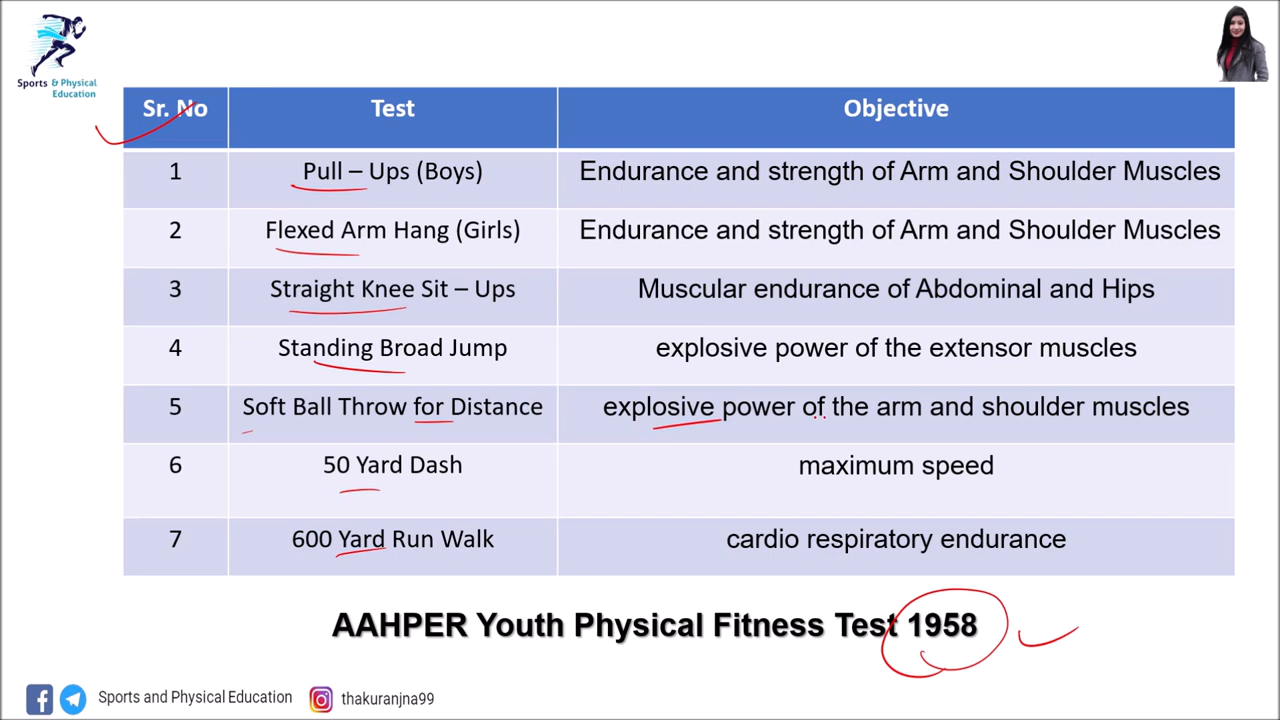 Sports & Physical
Education
Sr. No Test Objective
1 Pull – Ups (Boys) Endurance and strength of Arm and Shoulder Muscles
2 Flexed Arm Hang (Girls) Endurance and strength of Arm and Shoulder Muscles
3 Straight Knee Sit – Ups Muscular endurance of Abdominal and Hips
4 Standing Broad Jump explosive power of the extensor muscles
5 Soft Ball Throw for Distance explosive power of the arm and shoulder muscles
6 50 Yard Dash maximum speed
7 600 Yard Run Walk cardio respiratory endurance
AAHPER Youth Physical Fitness Test 1958
Sports and Physical Education thakuranjna99